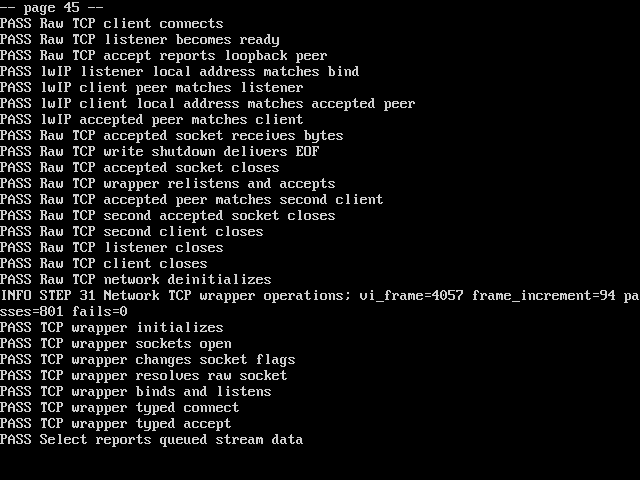 -- page 45 --
PASS Raw TCP client connects
PASS Raw TCP listener becomes ready
PASS Raw TCP accept reports loopback peer
PASS lwIP listener local address matches bind
PASS lwIP client peer matches listener
PASS lwIP client local address matches accepted peer
PASS lwIP accepted peer matches client
PASS Raw TCP accepted socket receives bytes
PASS Raw TCP write shutdown delivers EOF
PASS Raw TCP accepted socket closes
PASS Raw TCP wrapper relistens and accepts
PASS Raw TCP accepted peer matches second client
PASS Raw TCP second accepted socket closes
PASS Raw TCP second client closes
PASS Raw TCP listener closes
PASS Raw TCP client closes
PASS Raw TCP network deinitializes
INFO STEP 31 Network TCP wrapper operations; vi_frame=4057 frame_increment=94 pa
sses=801 fails=0
PASS TCP wrapper initializes
PASS TCP wrapper sockets open
PASS TCP wrapper changes socket flags
PASS TCP wrapper resolves raw socket
PASS TCP wrapper binds and listens
PASS TCP wrapper typed connect
PASS TCP wrapper typed accept
PASS Select reports queued stream data